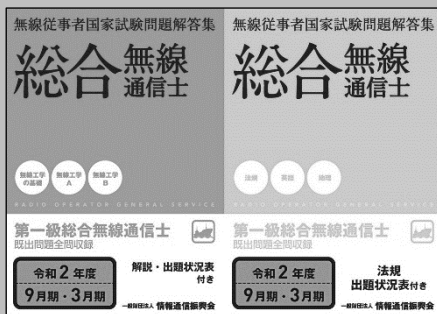 無線従事者国家試験問題解答集
総合無線通信士
無線工学の基礎
無線工学A
無線工学B
RADIO OPERATOR GENERAL SERVICE
第一級総合無線通信士
既出問題全問収録
令和2年度
9月期・3月期
解説・出題状況表
付き
一般財団法人 情報通信振興会
無線従事者国家試験問題解答集
総合無線通信士
法規
英語
地理
RADIO OPERATOR GENERAL SERVICE
第一級総合無線通信士
既出問題全問収録
令和2年度
9月期・3月期
法規
出題状況表付き
一般財団法人 情報通信振興会